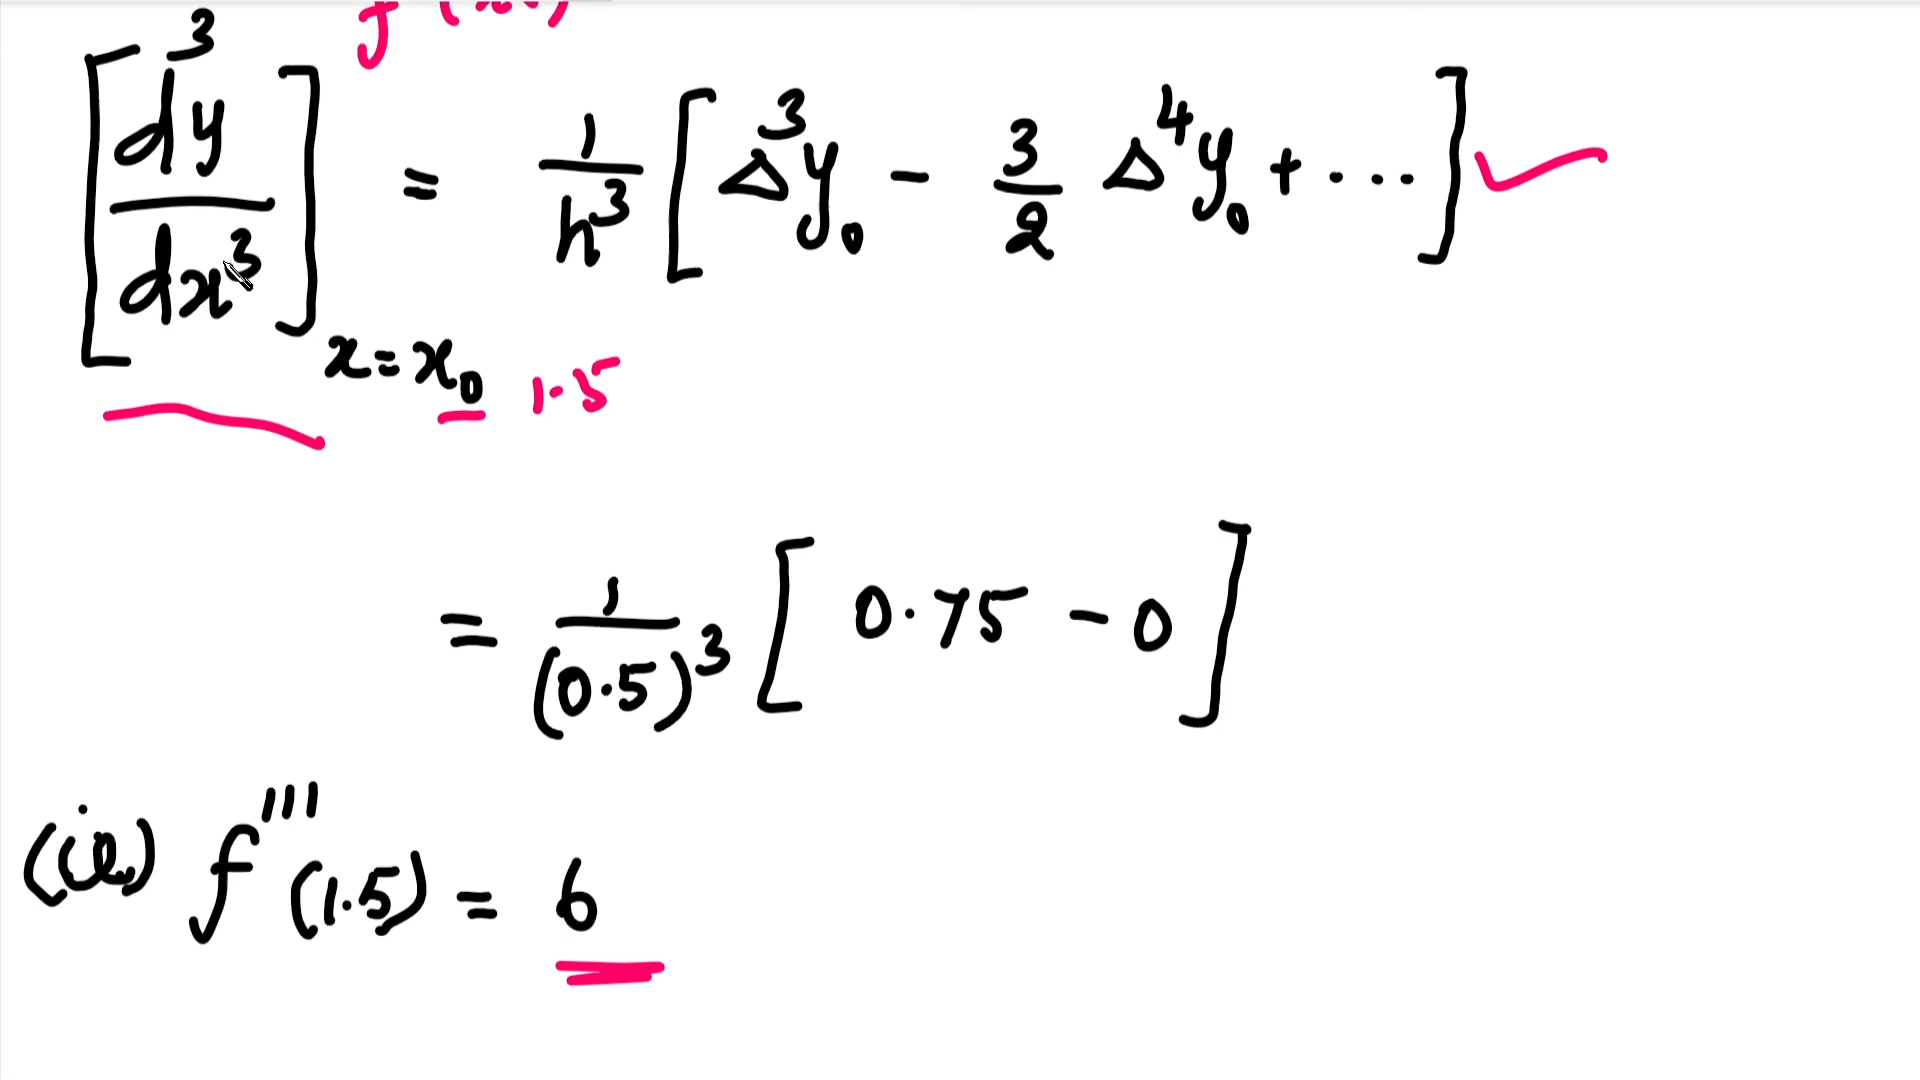 [d³y/dx³]ₓ₌ₓ₀ = 1/h³ [Δ³y₀ - 3/2 Δ⁴y₀ + ...]
1.5
= 1/(0.5)³ [0.75 - 0]
(ie) f'''(1.5) = 6